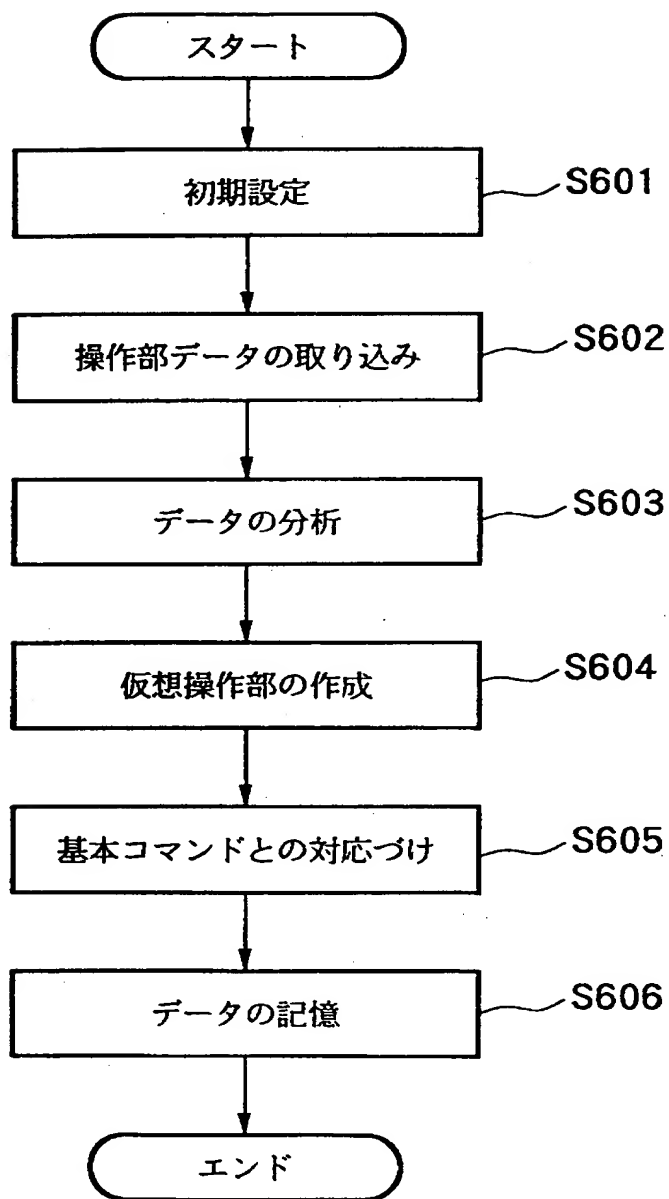 スタート
初期設定
S601
操作部データの取り込み
S602
データの分析
S603
仮想操作部の作成
S604
基本コマンドとの対応づけ
S605
データの記憶
S606
エンド